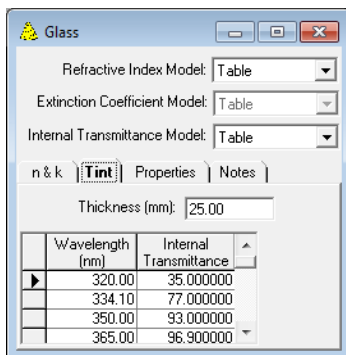 Glass
Refractive Index Model: Table
Extinction Coefficient Model: Table
Internal Transmittance Model: Table
n & k Tint Properties Notes
Thickness (mm): 25.00
Wavelength (nm) Internal Transmittance
320.00 35.000000
334.10 77.000000
350.00 93.000000
365.00 96.900000